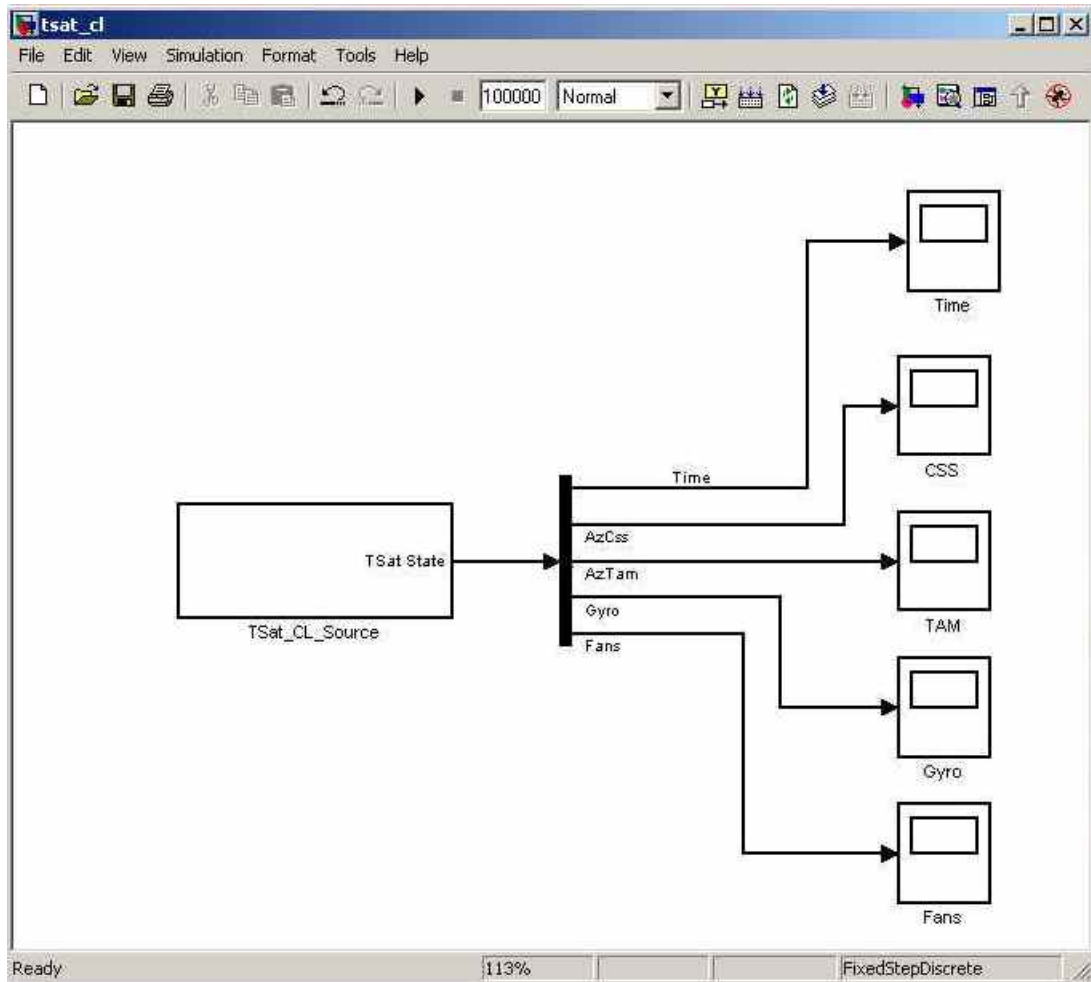 tsat_cl
File Edit View Simulation Format Tools Help
100000 Normal
Time
CSS
Time
AzCss
TSat State
AzTam
TAM
Gyro
TSat_CL_Source
Fans
Gyro
Fans
Ready 113% FixedStepDiscrete